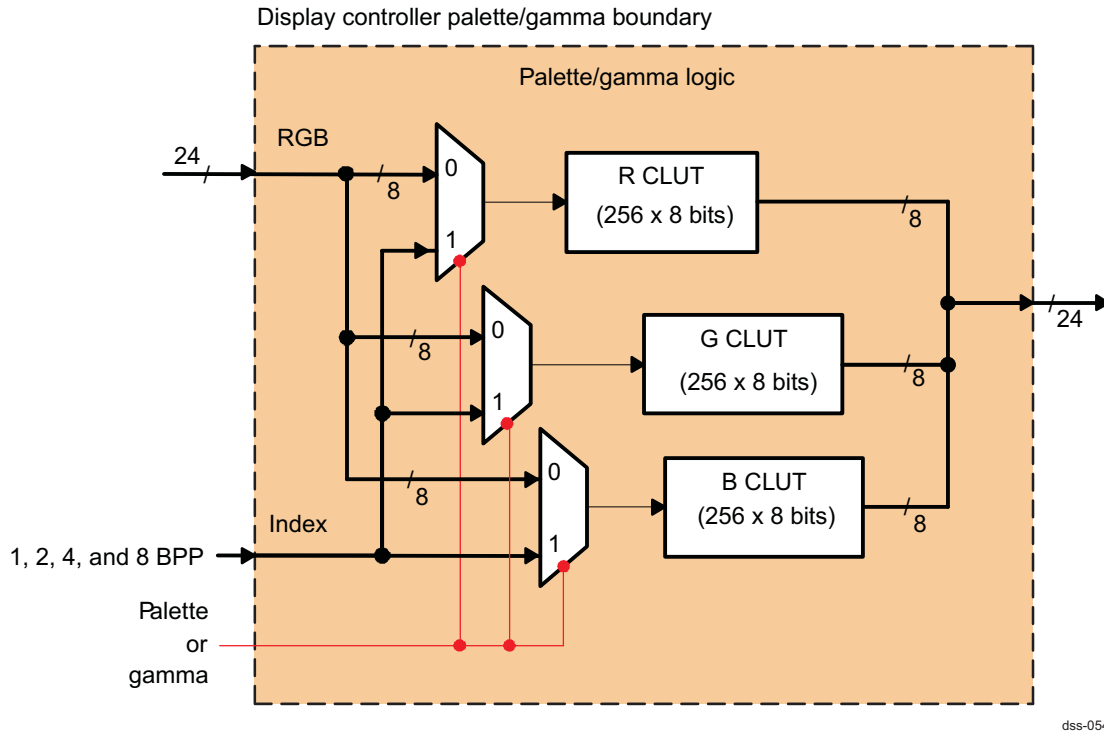 Display controller palette/gamma boundary
Palette/gamma logic
RGB
24
8
0
1
R CLUT
(256 x 8 bits)
8
24
8
0
1
G CLUT
(256 x 8 bits)
8
8
0
1
B CLUT
(256 x 8 bits)
8
Index
1, 2, 4, and 8 BPP
Palette
or
gamma
dss-054